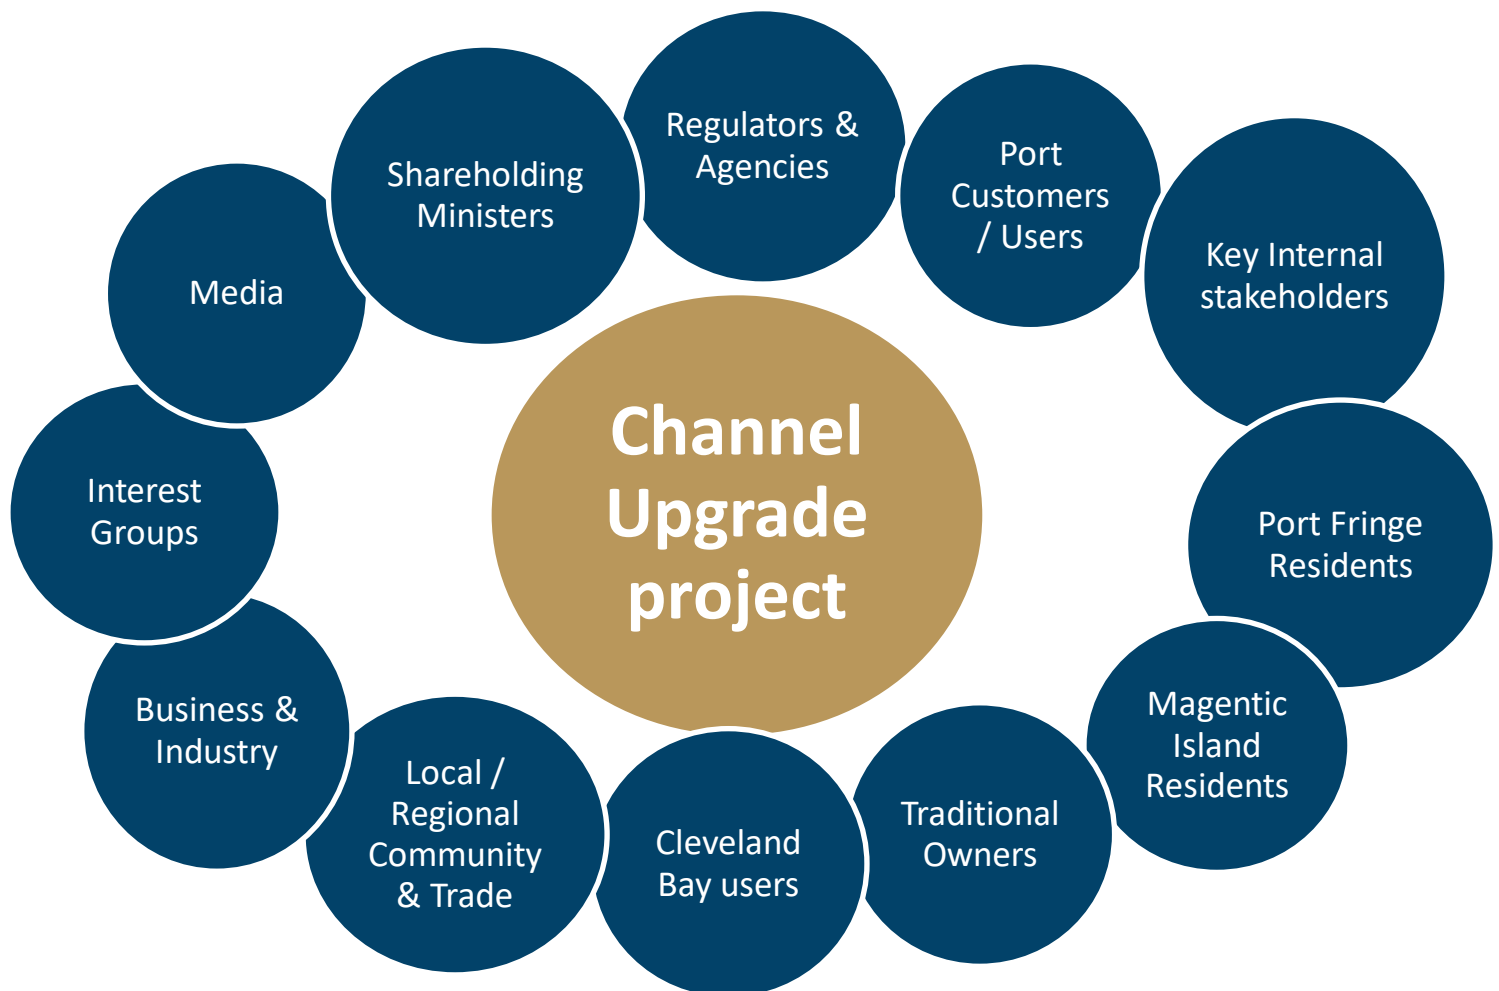 Regulators &
Agencies
Port
Customers
/ Users
Shareholding
Ministers
Key Internal
stakeholders
Media
Channel
Upgrade
project
Interest
Groups
Port Fringe
Residents
Business &
Industry
Magentic
Island
Residents
Local /
Regional
Community
& Trade
Cleveland
Bay users
Traditional
Owners